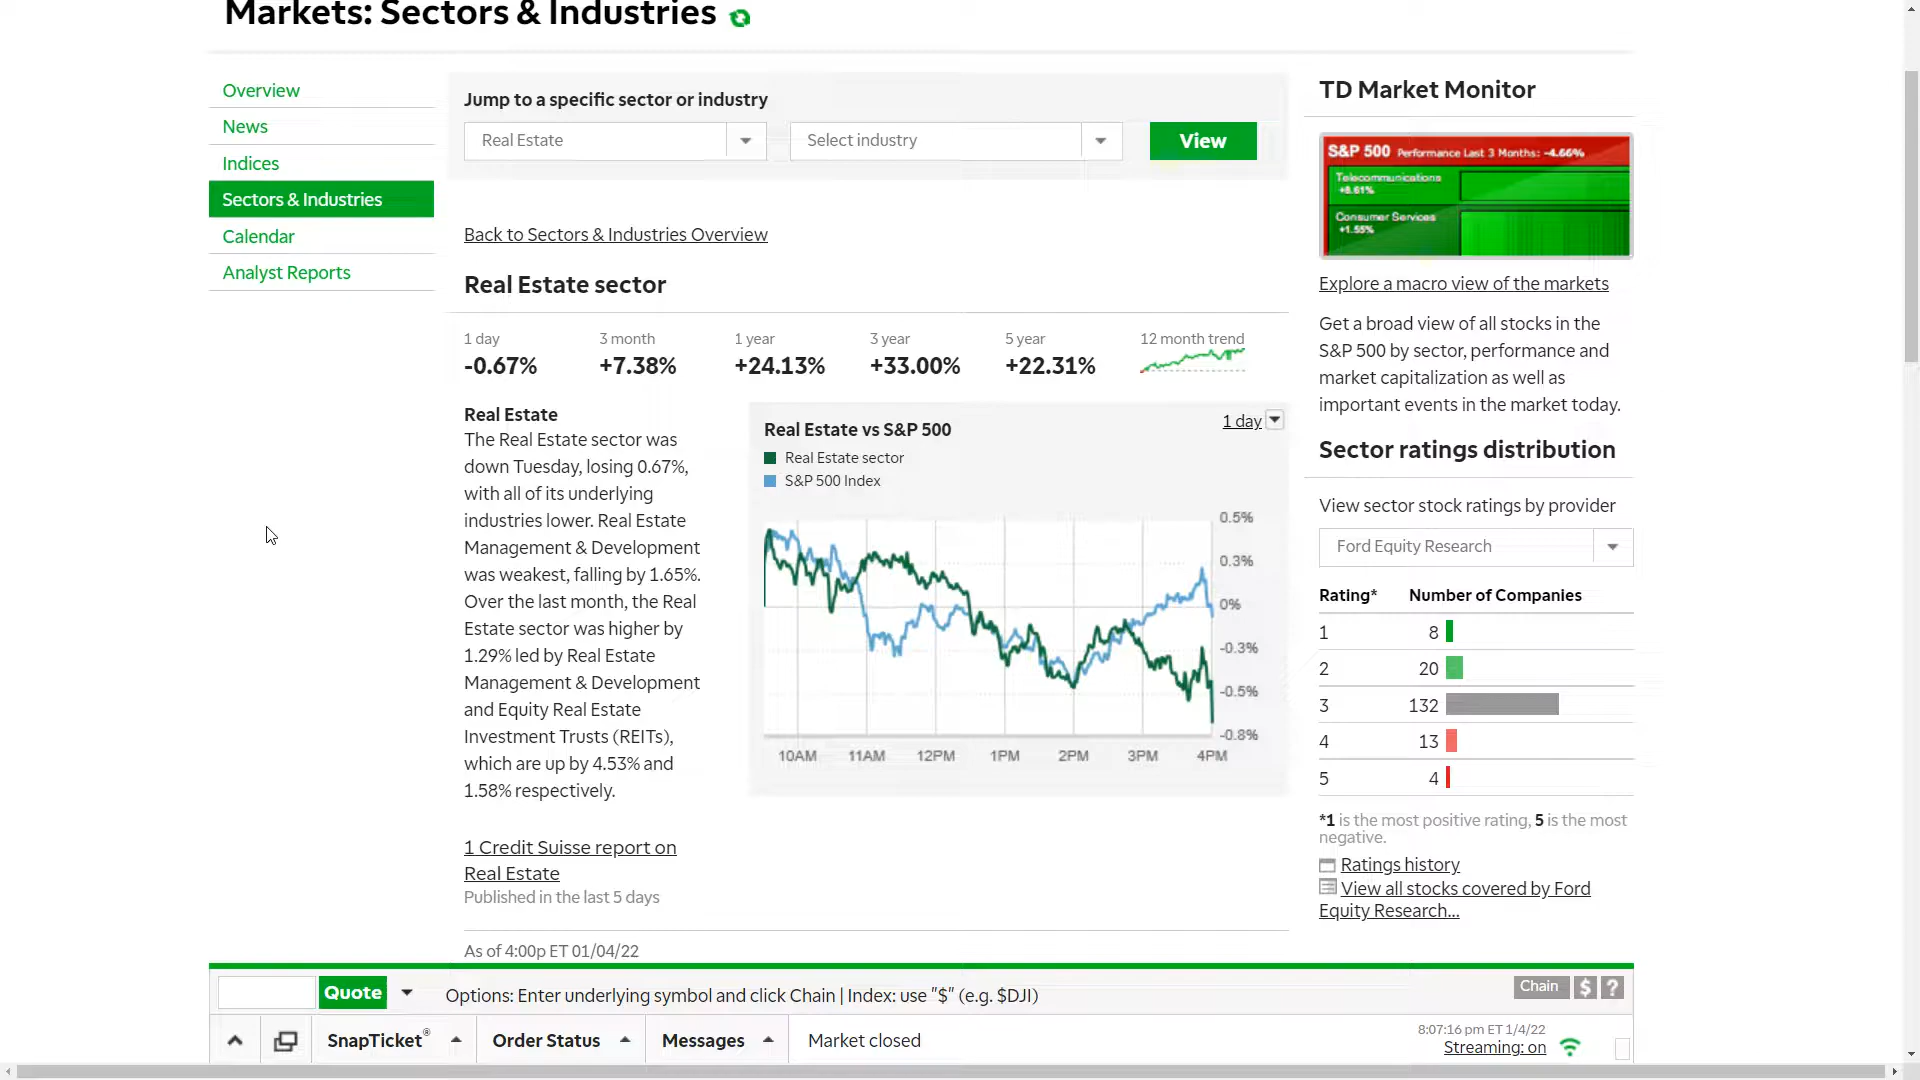 Markets: Sectors & Industries
Overview
News
Indices
Sectors & Industries
Calendar
Analyst Reports
Jump to a specific sector or industry
Real Estate
Select industry
View
Back to Sectors & Industries Overview
Real Estate sector
1 day
3 month
1 year
3 year
5 year
12 month trend
-0.67%
+7.38%
+24.13%
+33.00%
+22.31%
Real Estate
The Real Estate sector was
down Tuesday, losing 0.67%,
with all of its underlying
industries lower. Real Estate
Management & Development
was weakest, falling by 1.65%.
Over the last month, the Real
Estate sector was higher by
1.29% led by Real Estate
Management & Development
and Equity Real Estate
Investment Trusts (REITs),
which are up by 4.53% and
1.58% respectively.
1 Credit Suisse report on
Real Estate
Published in the last 5 days
As of 4:00p ET 01/04/22
Real Estate vs S&P 500
1 day
Real Estate sector
S&P 500 Index
0.5%
0.3%
0%
-0.3%
-0.5%
-0.8%
10AM 11AM 12PM 1PM 2PM 3PM 4PM
TD Market Monitor
S&P 500 Performance Last 3 Months: -4.66%
Telecommunications
+8.61%
Consumer Services
+1.55%
Explore a macro view of the markets
Get a broad view of all stocks in the
S&P 500 by sector, performance and
market capitalization as well as
important events in the market today.
Sector ratings distribution
View sector stock ratings by provider
Ford Equity Research
Rating* Number of Companies
1 8
2 20
3 132
4 13
5 4
*1 is the most positive rating, 5 is the most
negative.
Ratings history
View all stocks covered by Ford
Equity Research...
Quote
Options: Enter underlying symbol and click Chain | Index: use "$" (e.g. $DJI)
Chain $ ?
SnapTicket®
Order Status
Messages
Market closed
8:07:16 pm ET 1/4/22
Streaming: on